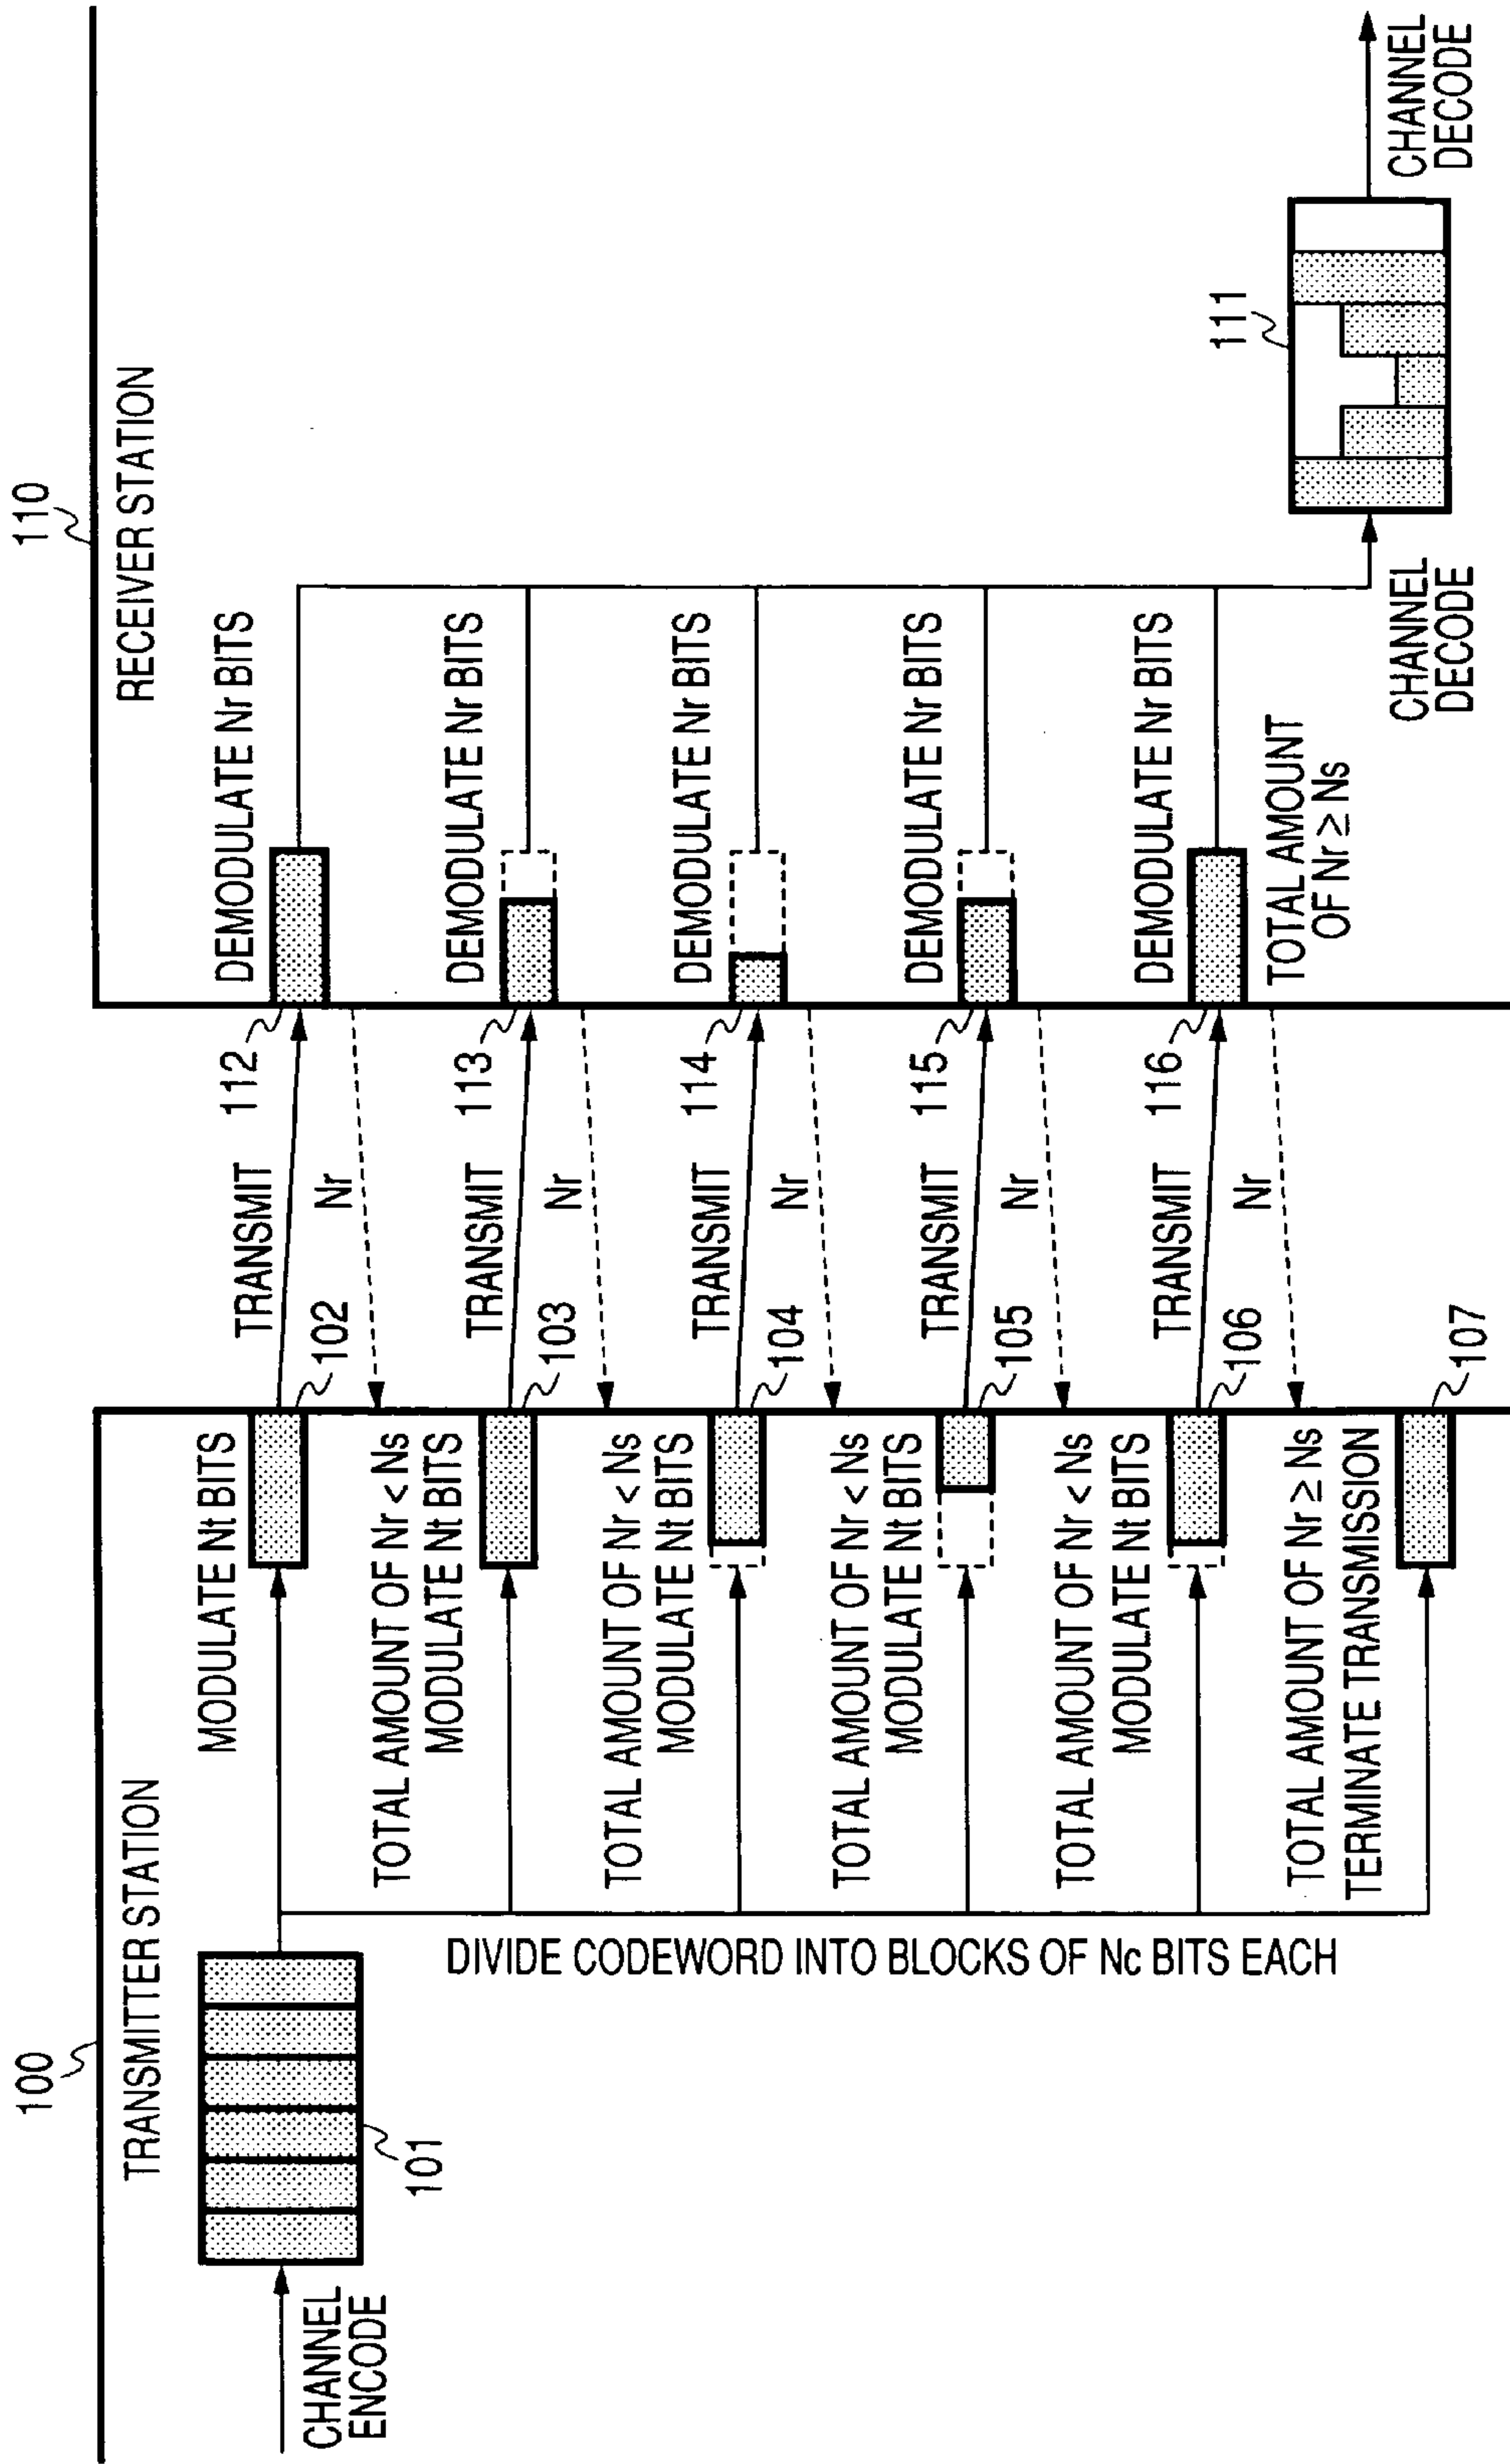 100
TRANSMITTER STATION
CHANNEL
ENCODE
101
DIVIDE CODEWORD INTO BLOCKS OF Nc BITS EACH
MODULATE Nt BITS
102
TRANSMIT
Nr
TOTAL AMOUNT OF Nr < Ns
MODULATE Nt BITS
103
TRANSMIT
Nr
TOTAL AMOUNT OF Nr < Ns
MODULATE Nt BITS
104
TRANSMIT
Nr
TOTAL AMOUNT OF Nr < Ns
MODULATE Nt BITS
105
TRANSMIT
Nr
TOTAL AMOUNT OF Nr < Ns
MODULATE Nt BITS
106
TRANSMIT
Nr
TOTAL AMOUNT OF Nr ≥ Ns
TERMINATE TRANSMISSION
107
110
RECEIVER STATION
112
DEMODULATE Nr BITS
113
DEMODULATE Nr BITS
114
DEMODULATE Nr BITS
115
DEMODULATE Nr BITS
116
DEMODULATE Nr BITS
TOTAL AMOUNT
OF Nr ≥ Ns
CHANNEL
DECODE
111
CHANNEL
DECODE